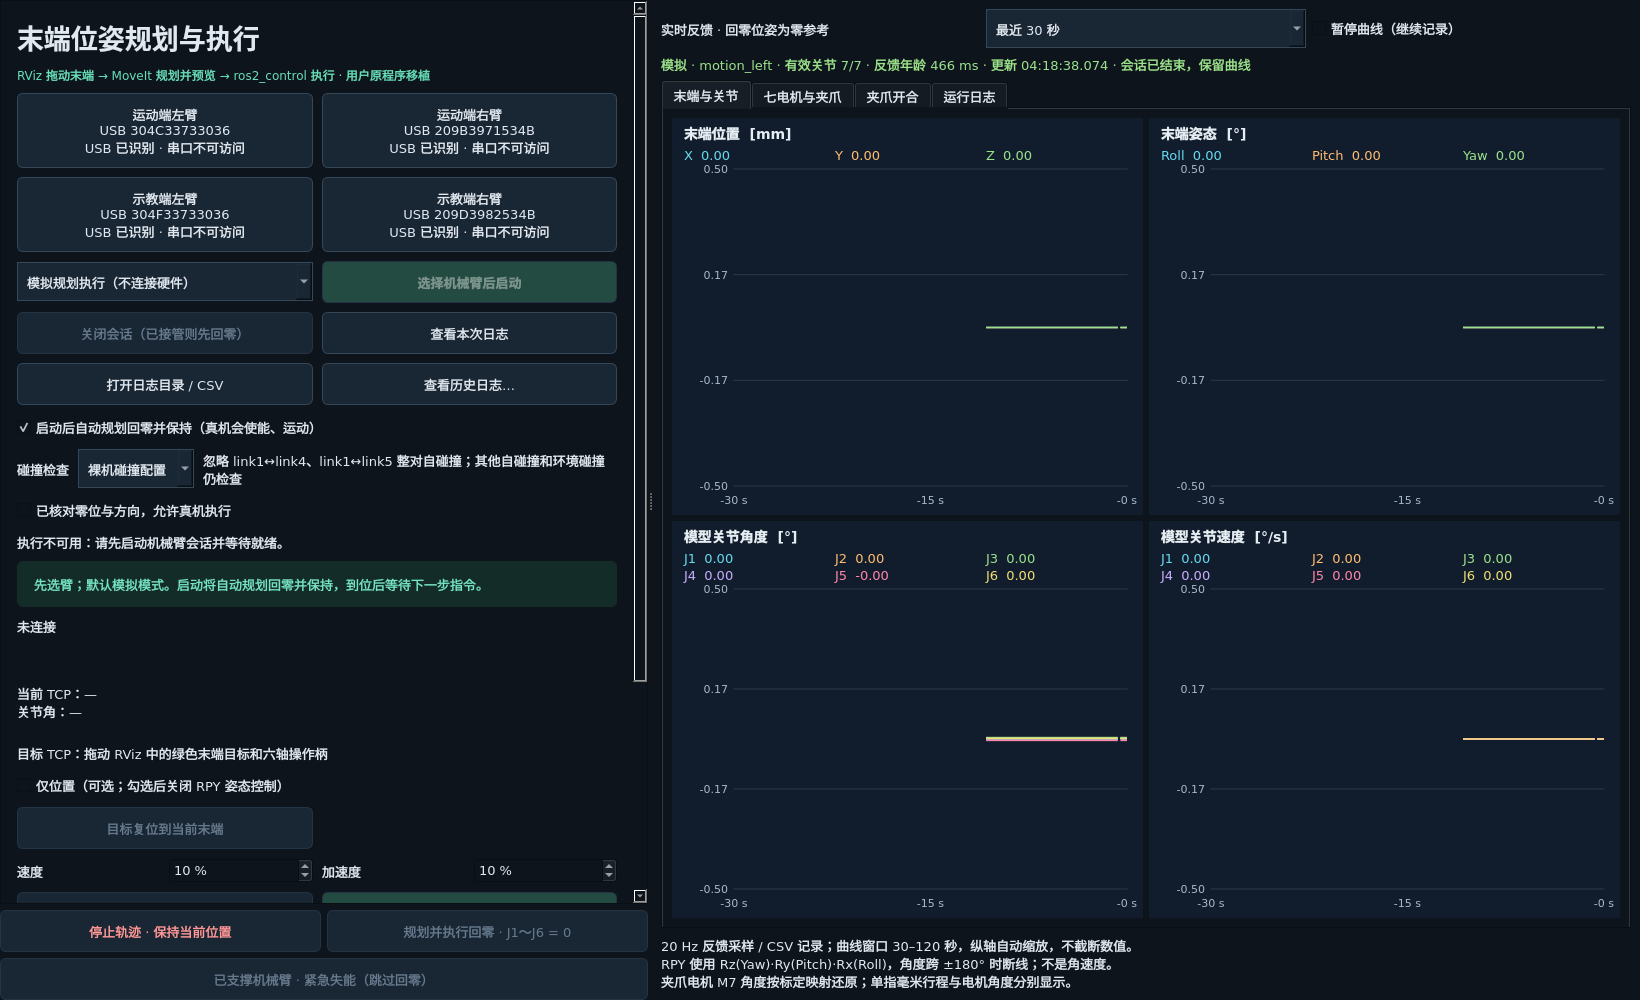 末端位姿规划与执行
RViz 拖动末端 → MoveIt 规划并预览 → ros2_control 执行 · 用户原程序移植
运动端左臂
USB 304C33733036
USB 已识别 · 串口不可访问
运动端右臂
USB 209B3971534B
USB 已识别 · 串口不可访问
示教端左臂
USB 304F33733036
USB 已识别 · 串口不可访问
示教端右臂
USB 209D3982534B
USB 已识别 · 串口不可访问
模拟规划执行（不连接硬件）
选择机械臂后启动
关闭会话（已接管则先回零）
查看本次日志
打开日志目录 / CSV
查看历史日志…
启动后自动规划回零并保持（真机会使能、运动）
碰撞检查
裸机碰撞配置
忽略 link1↔link4、link1↔link5 整对自碰撞；其他自碰撞和环境碰撞
仍检查
已核对零位与方向，允许真机执行
执行不可用：请先启动机械臂会话并等待就绪。
先选臂；默认模拟模式。启动将自动规划回零并保持，到位后等待下一步指令。
未连接
当前 TCP：—
关节角：—
目标 TCP：拖动 RViz 中的绿色末端目标和六轴操作柄
仅位置（可选；勾选后关闭 RPY 姿态控制）
目标复位到当前末端
速度
10 %
加速度
10 %
停止轨迹 · 保持当前位置
规划并执行回零 · J1～J6 = 0
已支撑机械臂 · 紧急失能（跳过回零）
实时反馈 · 回零位姿为零参考
最近 30 秒
暂停曲线（继续记录）
模拟 · motion_left · 有效关节 7/7 · 反馈年龄 466 ms · 更新 04:18:38.074 · 会话已结束，保留曲线
末端与关节
七电机与夹爪
夹爪开合
运行日志
末端位置 [mm]
X 0.00
Y 0.00
Z 0.00
0.50
0.17
-0.17
-0.50
-30 s
-15 s
-0 s
末端姿态 [°]
Roll 0.00
Pitch 0.00
Yaw 0.00
0.50
0.17
-0.17
-0.50
-30 s
-15 s
-0 s
模型关节角度 [°]
J1 0.00
J2 0.00
J3 0.00
J4 0.00
J5 -0.00
J6 0.00
0.50
0.17
-0.17
-0.50
-30 s
-15 s
-0 s
模型关节速度 [°/s]
J1 0.00
J2 0.00
J3 0.00
J4 0.00
J5 0.00
J6 0.00
0.50
0.17
-0.17
-0.50
-30 s
-15 s
-0 s
20 Hz 反馈采样 / CSV 记录；曲线窗口 30–120 秒，纵轴自动缩放，不截断数值。
RPY 使用 Rz(Yaw)·Ry(Pitch)·Rx(Roll)，角度跨 ±180° 时断线；不是角速度。
夹爪电机 M7 角度按标定映射还原；单指毫米行程与电机角度分别显示。